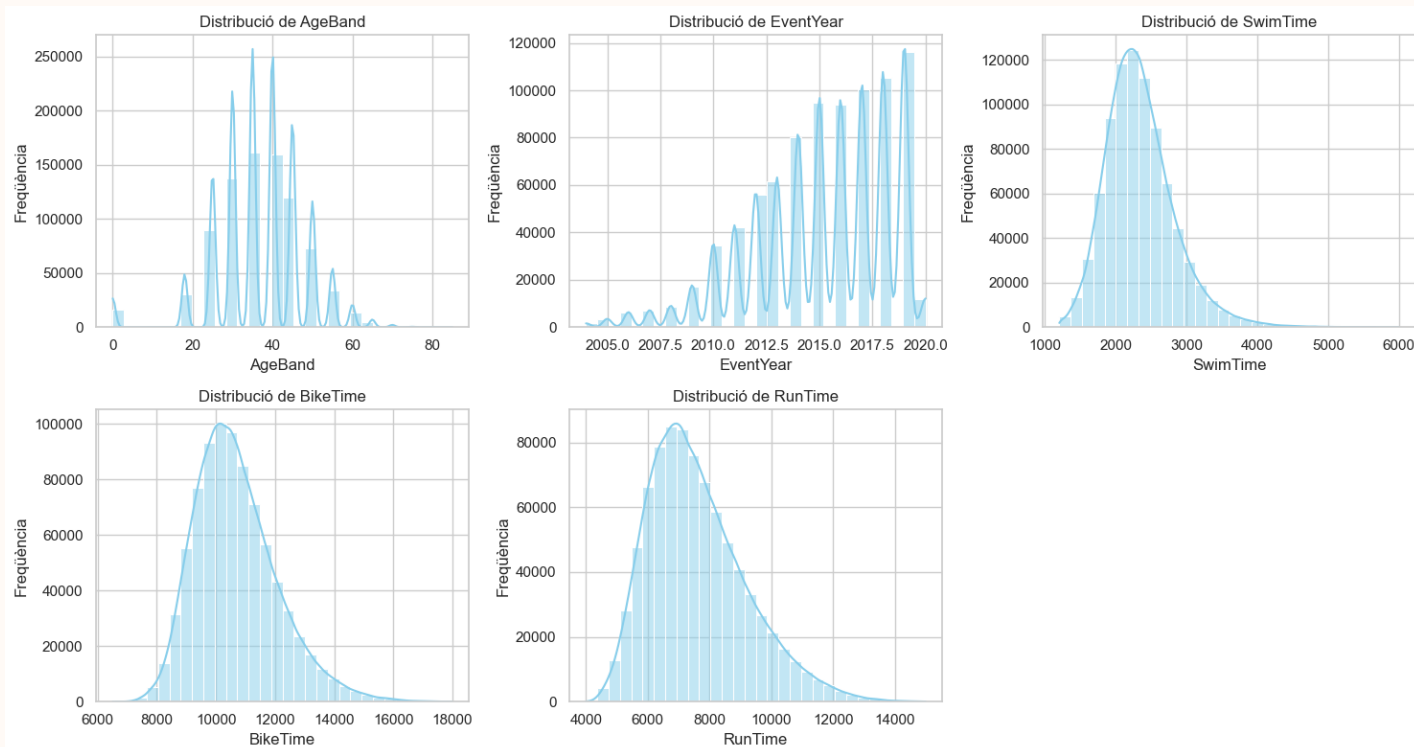 Distribució de AgeBand
Distribució de EventYear
Distribució de SwimTime
250000
200000
150000
100000
50000
0
Freqüència
0 20 40 60 80
AgeBand
120000
100000
80000
60000
40000
20000
0
Freqüència
2005.0 2007.5 2010.0 2012.5 2015.0 2017.5 2020.0
EventYear
120000
100000
80000
60000
40000
20000
0
Freqüència
1000 2000 3000 4000 5000 6000
SwimTime
Distribució de BikeTime
Distribució de RunTime
100000
80000
60000
40000
20000
0
Freqüència
6000 8000 10000 12000 14000 16000 18000
BikeTime
80000
60000
40000
20000
0
Freqüència
4000 6000 8000 10000 12000 14000
RunTime